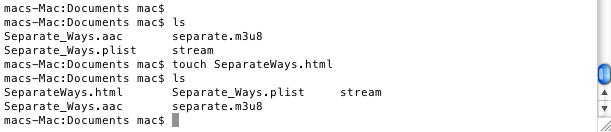 macs-Mac:Documents mac$
macs-Mac:Documents mac$ ls
Separate_Ways.aac separate.m3u8
Separate_Ways.plist stream
macs-Mac:Documents mac$ touch SeparateWays.html
macs-Mac:Documents mac$ ls
SeparateWays.html Separate_Ways.plist stream
Separate_Ways.aac separate.m3u8
macs-Mac:Documents mac$